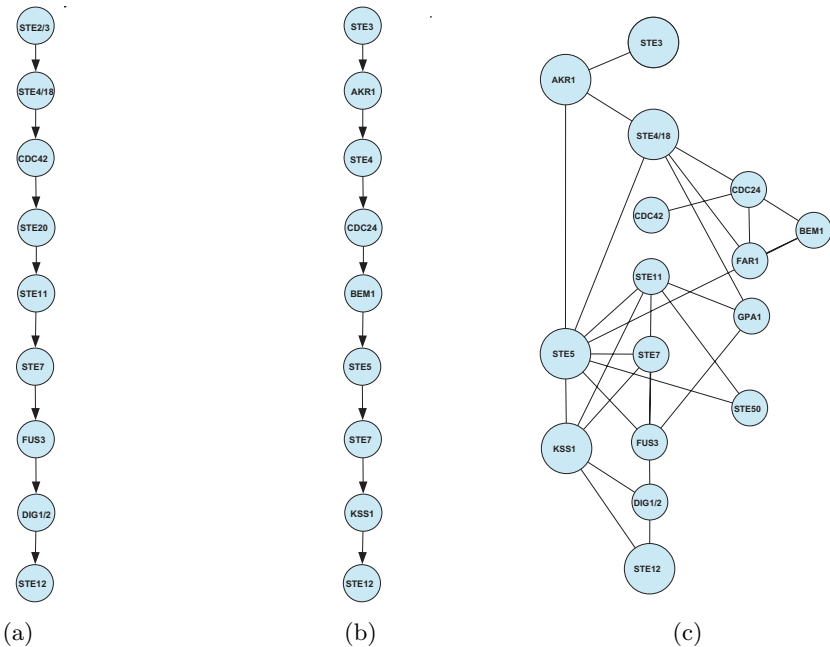 STE2/3
STE4/18
CDC42
STE20
STE11
STE7
FUS3
DIG1/2
STE12
(a)
STE3
AKR1
STE4
CDC24
BEM1
STE5
STE7
KSS1
STE12
(b)
STE3
AKR1
STE4/18
CDC24
CDC42
BEM1
FAR1
STE11
GPA1
STE5
STE7
STE50
FUS3
KSS1
DIG1/2
STE12
(c)